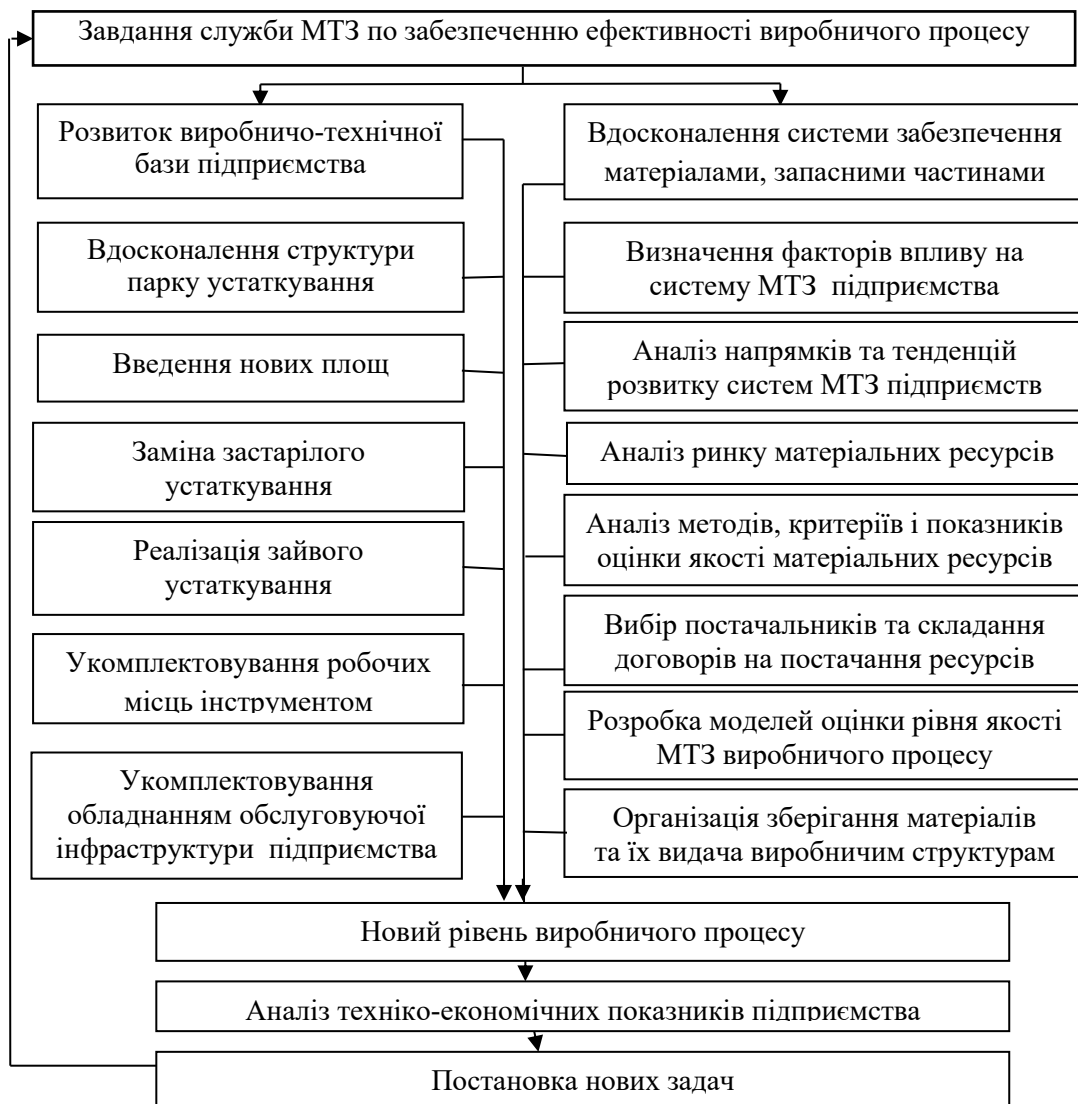 Завдання служби МТЗ по забезпеченню ефективності виробничого процесу
Розвиток виробничо-технічної
бази підприємства
Вдосконалення структури
парку устаткування
Введення нових площ
Заміна застарілого
устаткування
Реалізація зайвого
устаткування
Укомплектовування робочих
місць інструментом
Укомплектовування
обладнанням обслуговуючої
інфраструктури підприємства
Вдосконалення системи забезпечення
матеріалами, запасними частинами
Визначення факторів впливу на
систему МТЗ підприємства
Аналіз напрямків та тенденцій
розвитку систем МТЗ підприємств
Аналіз ринку матеріальних ресурсів
Аналіз методів, критеріїв і показників
оцінки якості матеріальних ресурсів
Вибір постачальників та складання
договорів на постачання ресурсів
Розробка моделей оцінки рівня якості
МТЗ виробничого процесу
Організація зберігання матеріалів
та їх видача виробничим структурам
Новий рівень виробничого процесу
Аналіз техніко-економічних показників підприємства
Постановка нових задач